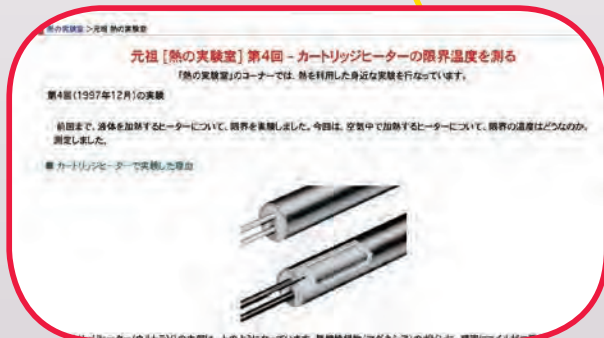 熱の実験室 > 元祖 熱の実験室
元祖 [熱の実験室] 第4回 - カートリッジヒーターの限界温度を測る
「熱の実験室」のコーナーでは、熱を利用した身近な実験を行なっています。
第4回(1997年12月)の実験
前回まで、液体を加熱するヒーターについて、限界を実験しました。今回は、空気中で加熱するヒーターについて、限界の温度はどうなのか、
測定しました。
■ カートリッジヒーターで実験した理由